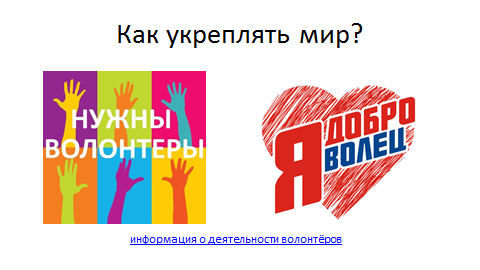 Как укреплять мир?
НУЖНЫ
ВОЛОНТЕРЫ
Я ДОБРО
ВОЛЕЦ
информация о деятельности волонтёров